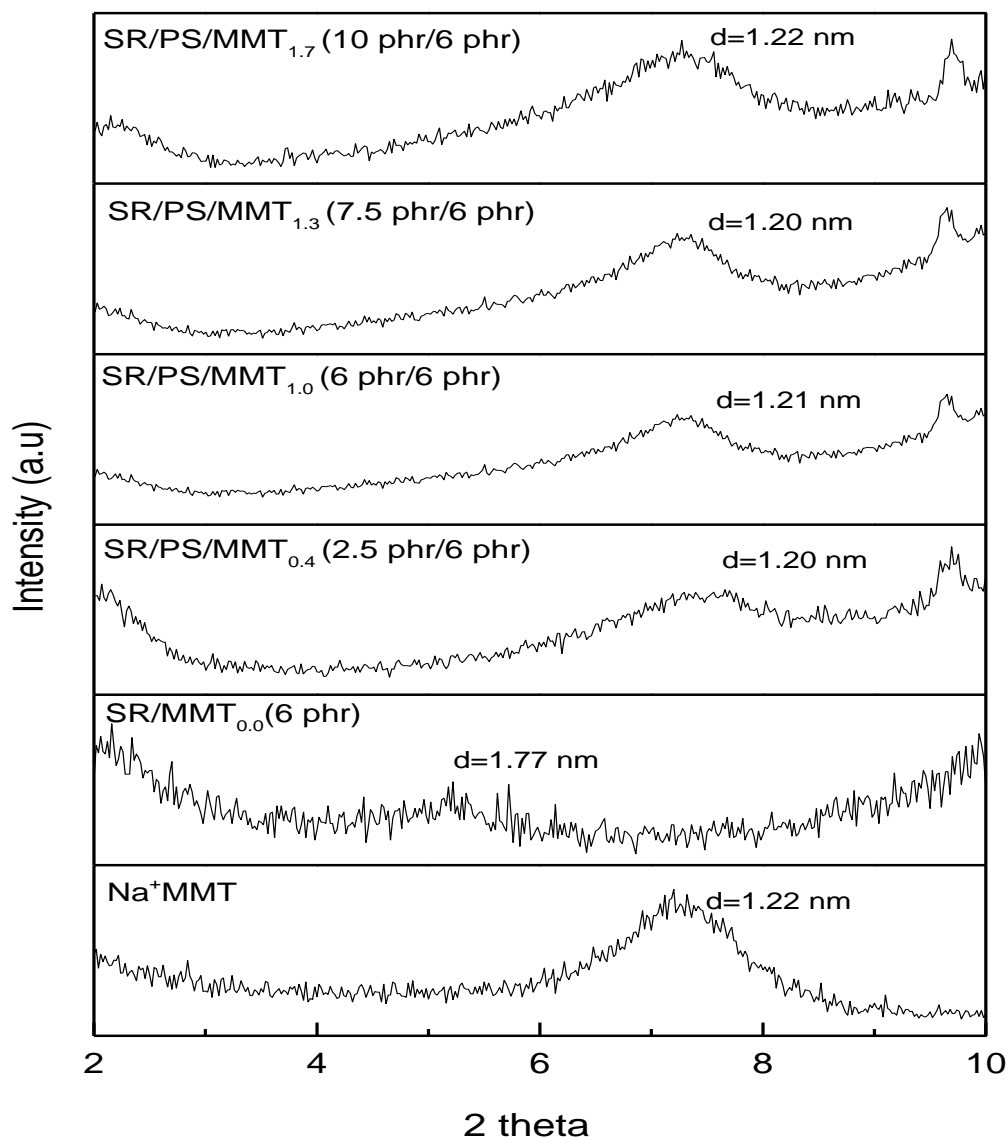 SR/PS/MMT1.7 (10 phr/6 phr)
d=1.22 nm
SR/PS/MMT1.3 (7.5 phr/6 phr)
d=1.20 nm
SR/PS/MMT1.0 (6 phr/6 phr)
d=1.21 nm
SR/PS/MMT0.4 (2.5 phr/6 phr)
d=1.20 nm
SR/MMT0.0(6 phr)
d=1.77 nm
Na+MMT
d=1.22 nm
Intensity (a.u)
2 4 6 8 10
2 theta